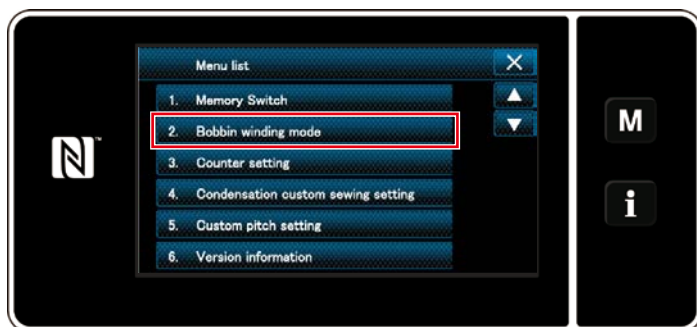 Menu list
1. Memory Switch
2. Bobbin winding mode
3. Counter setting
4. Condensation custom sewing setting
5. Custom pitch setting
6. Version information
M
i